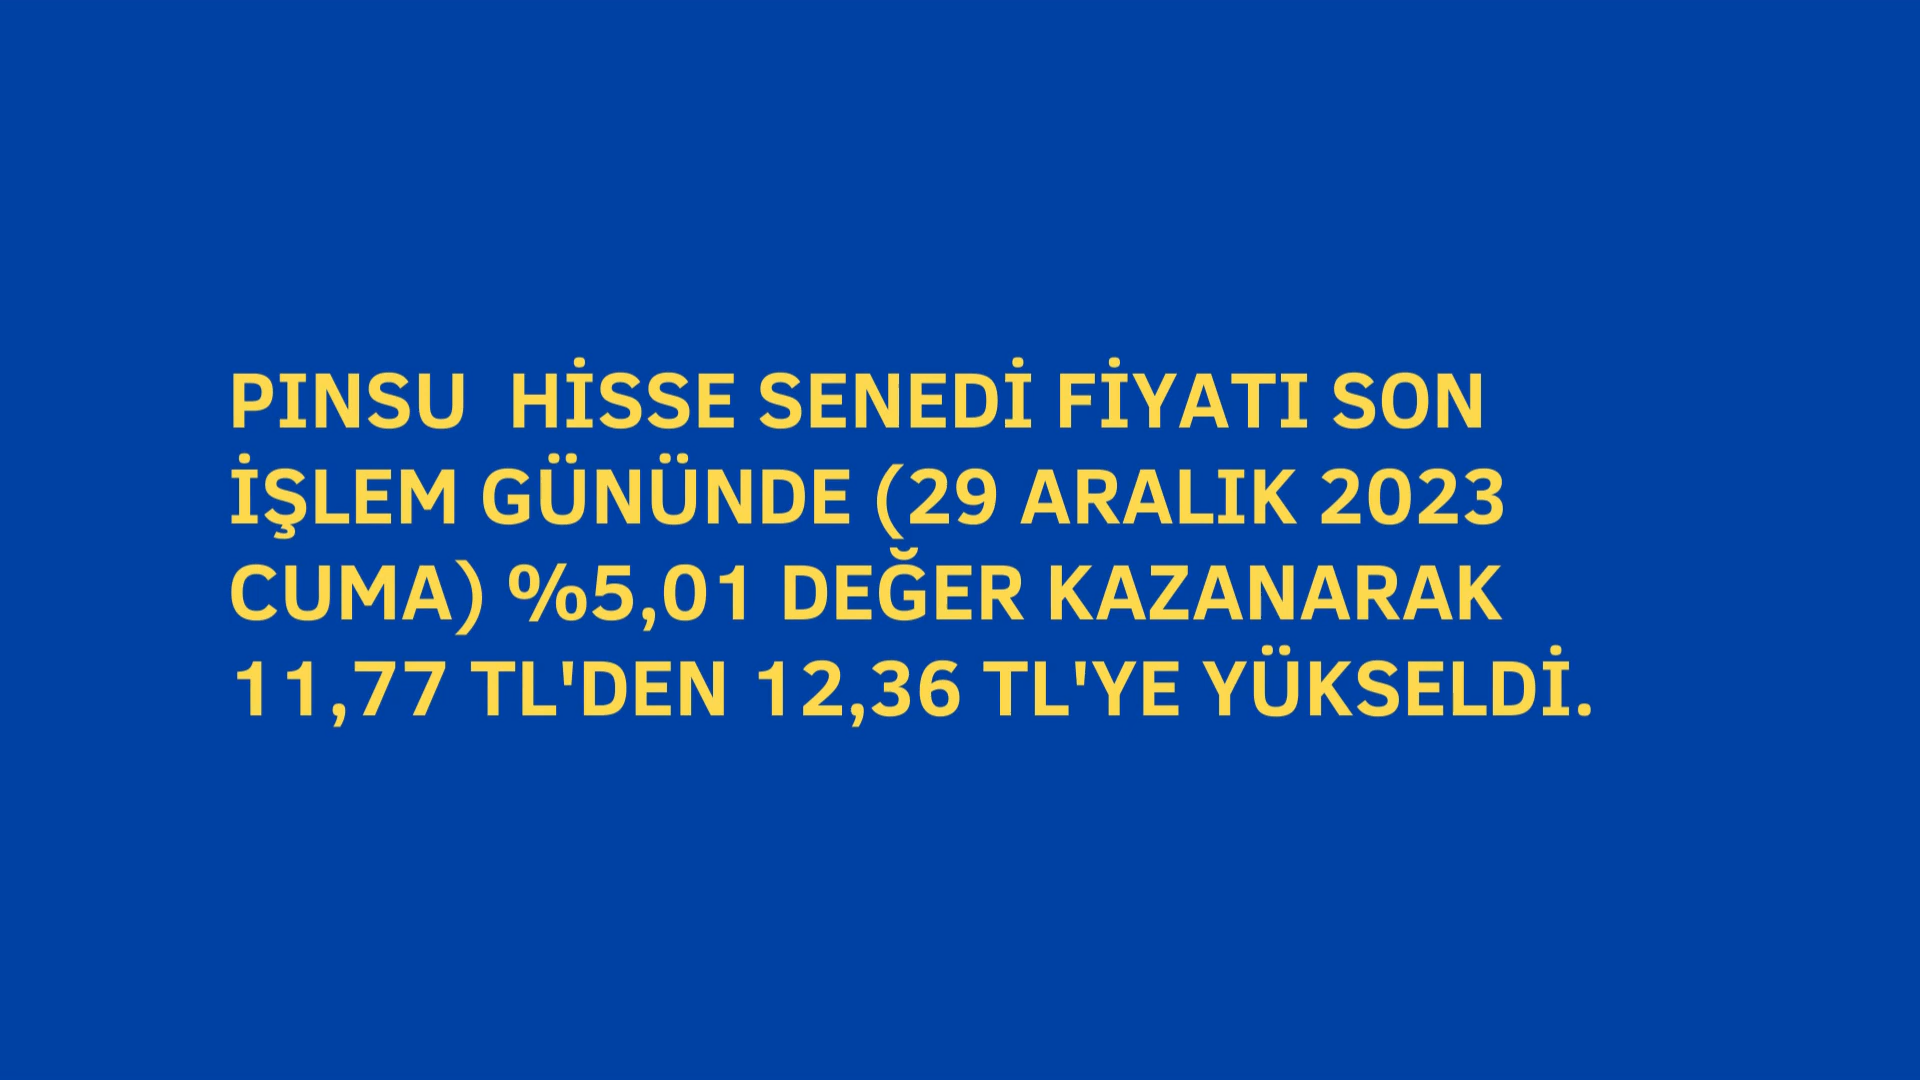 PINSU  HİSSE SENEDİ FİYATI SON
İŞLEM GÜNÜNDE (29 ARALIK 2023
CUMA) %5,01 DEĞER KAZANARAK
11,77 TL'DEN 12,36 TL'YE YÜKSELDİ.